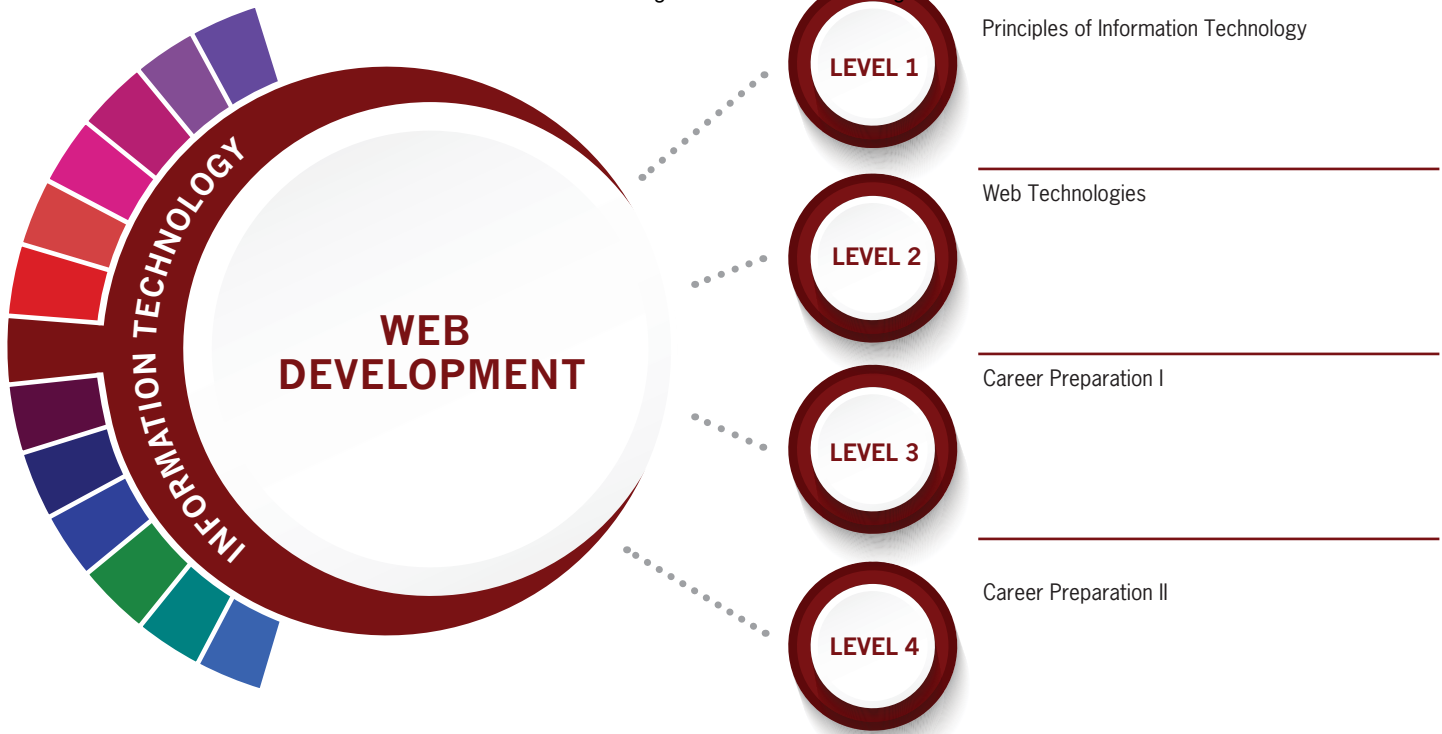 INFORMATION TECHNOLOGY
WEB
DEVELOPMENT
LEVEL 1
Principles of Information Technology
LEVEL 2
Web Technologies
LEVEL 3
Career Preparation I
LEVEL 4
Career Preparation II